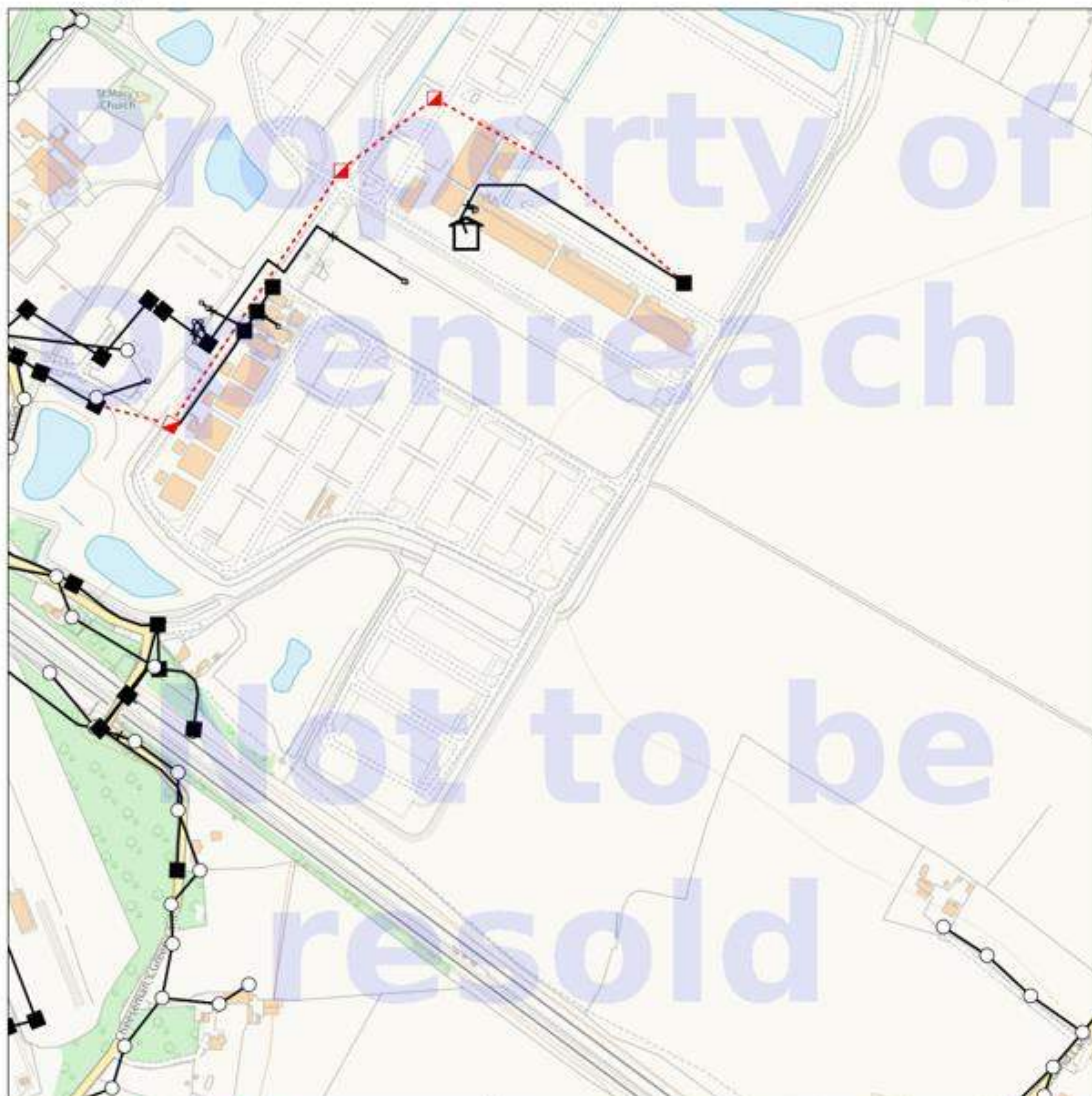 St.Mary's
Church
Property of
Openreach
Not to be
resold